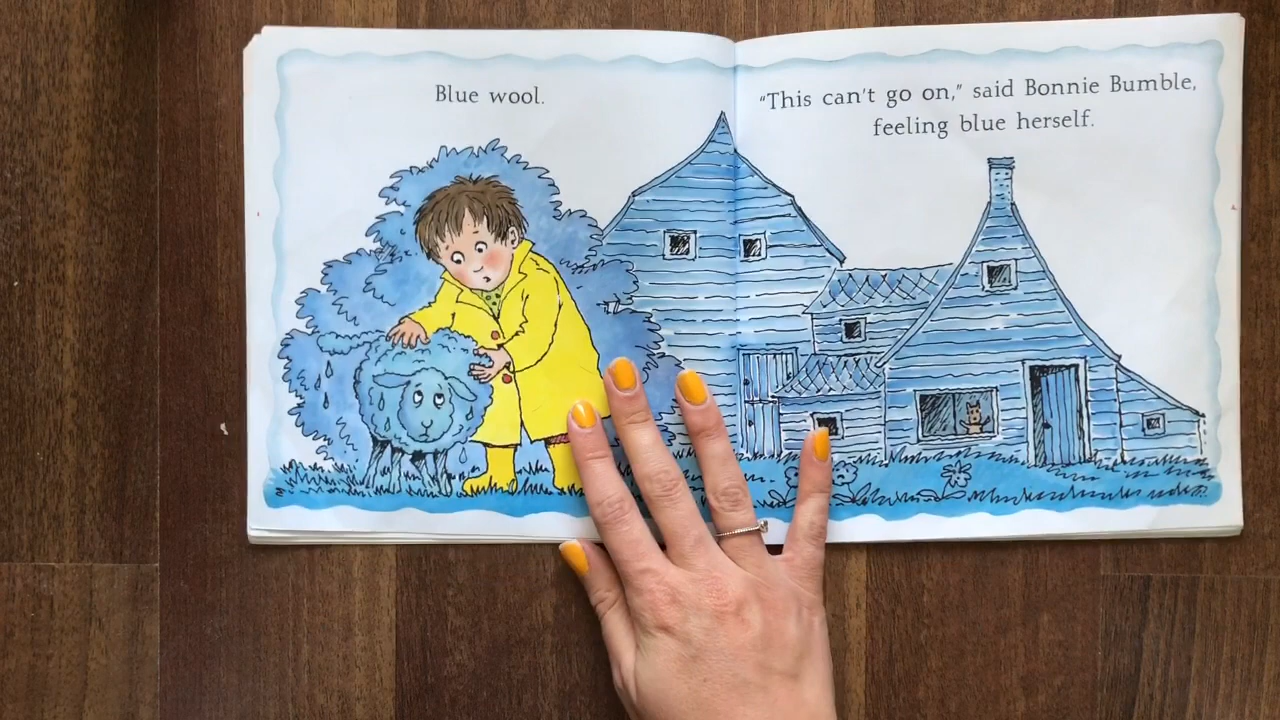 Blue wool.
“This can't go on,” said Bonnie Bumble,
feeling blue herself.